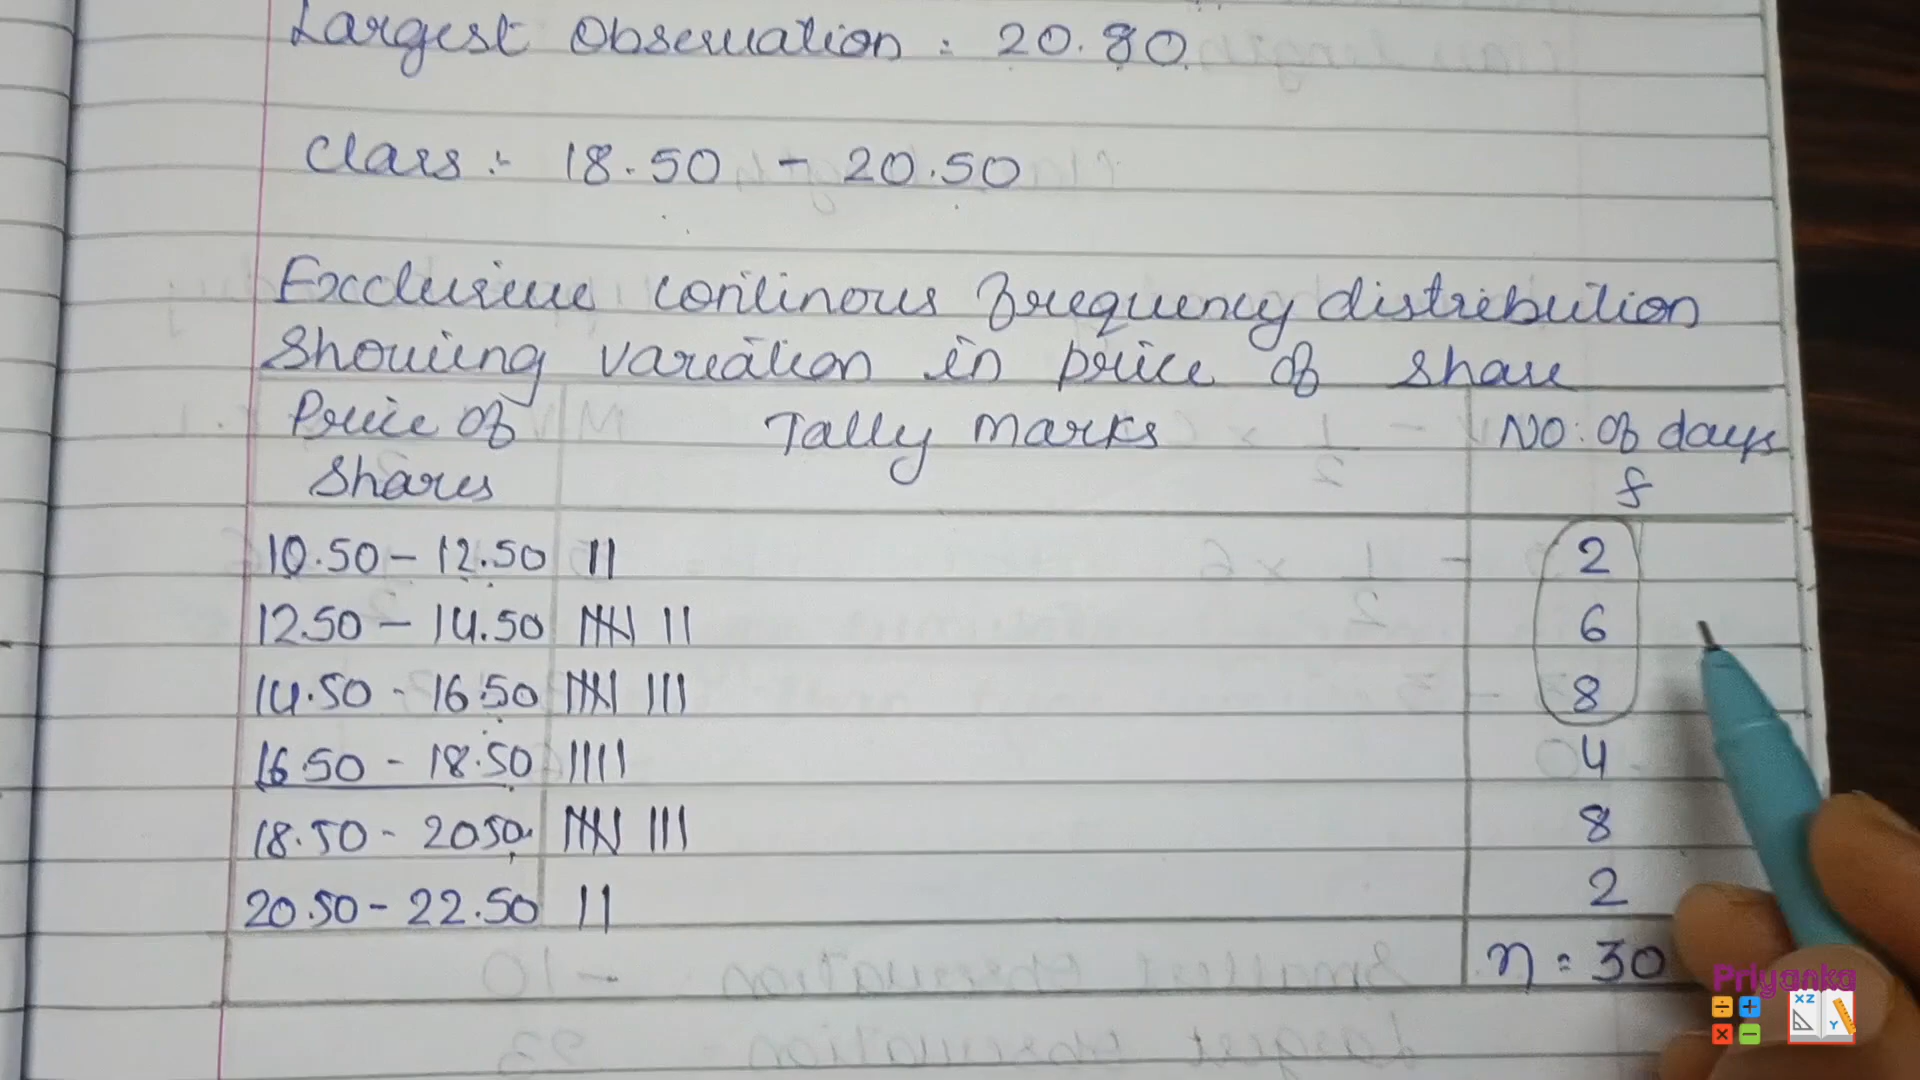 Largest Observation : 20.80
Class :- 18.50 - 20.50
Excclusive continous frequency distribution
Showing variation in price of share
Price of Shares Tally Marks No. of days f
10.50 - 12.50 || 2
12.50 - 14.50 |||| || 6
14.50 - 16.50 |||| ||| 8
16.50 - 18.50 |||| 4
18.50 - 20.50 |||| ||| 8
20.50 - 22.50 || 2
n = 30
Priyanka
XZ
Y